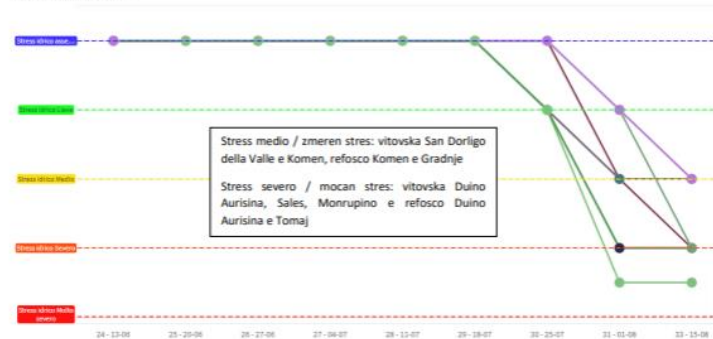 Stress idrico asse...
Stress idrico Lieve
Stress idrico Medio
Stress idrico Severo
Stress idrico Molto
severo
Stress medio / zmeren stres: vitovska San Dorligo
della Valle e Komen, refosco Komen e Gradnje
Stress severo / mocan stres: vitovska Duino
Aurisina, Sales, Monrupino e refosco Duino
Aurisina e Tomaj
24 - 13-06
25 - 20-06
26 - 27-06
27 - 04-07
28 - 11-07
29 - 18-07
30 - 25-07
31 - 01-08
33 - 15-08